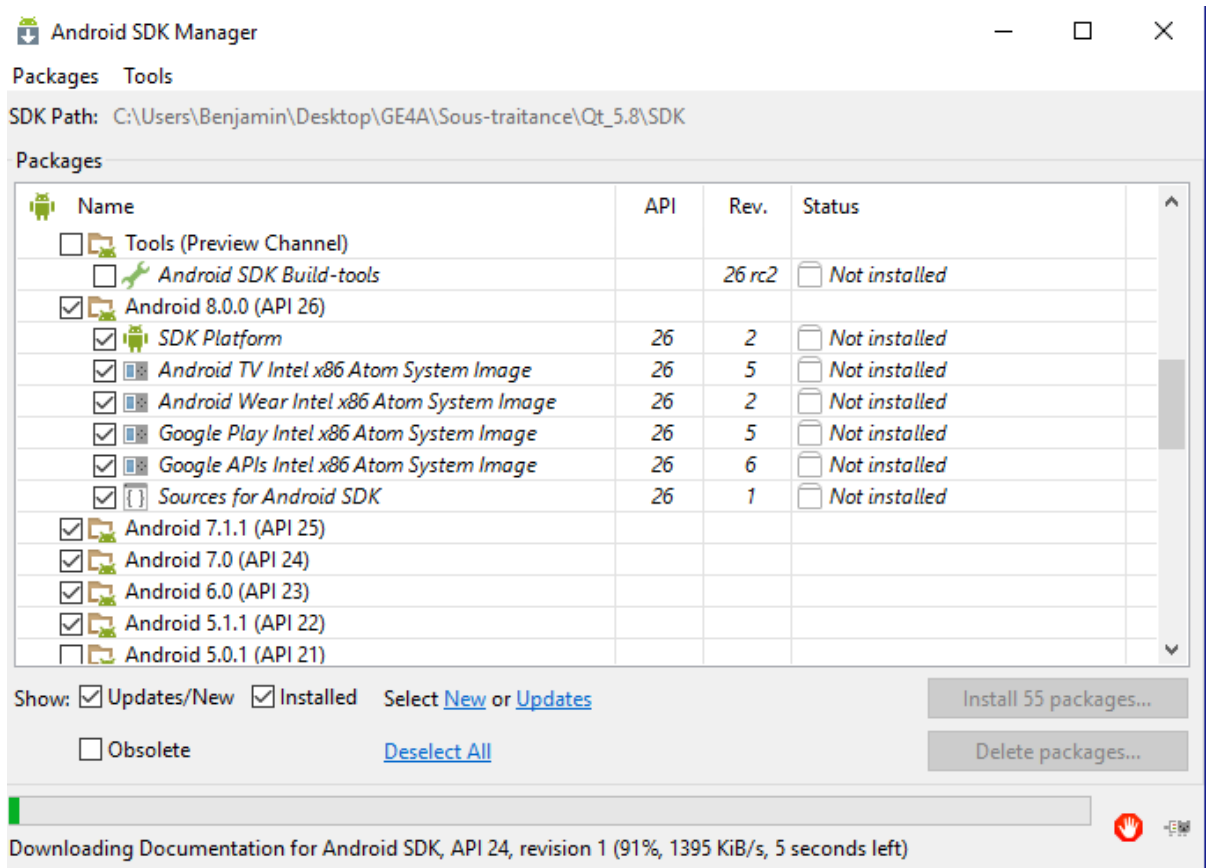 Android SDK Manager
Packages Tools
SDK Path: C:\Users\Benjamin\Desktop\GE4A\Sous-traitance\Qt_5.8\SDK
Packages
Name API Rev. Status
Tools (Preview Channel)
Android SDK Build-tools 26 rc2 Not installed
Android 8.0.0 (API 26)
SDK Platform 26 2 Not installed
Android TV Intel x86 Atom System Image 26 5 Not installed
Android Wear Intel x86 Atom System Image 26 2 Not installed
Google Play Intel x86 Atom System Image 26 5 Not installed
Google APIs Intel x86 Atom System Image 26 6 Not installed
Sources for Android SDK 26 1 Not installed
Android 7.1.1 (API 25)
Android 7.0 (API 24)
Android 6.0 (API 23)
Android 5.1.1 (API 22)
Android 5.0.1 (API 21)
Show: Updates/New Installed Select New or Updates Install 55 packages...
Obsolete Deselect All Delete packages...
Downloading Documentation for Android SDK, API 24, revision 1 (91%, 1395 KiB/s, 5 seconds left)